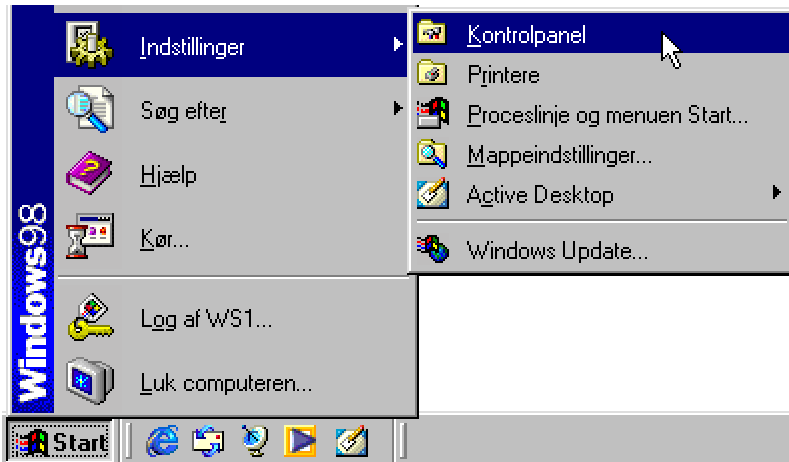 Indstillinger
Søg efter
Hjælp
Kør...
Log af WS1...
Luk computeren...
Kontrolpanel
Printere
Proceslinje og menuen Start...
Mappeindstillinger...
Active Desktop
Windows Update...
Windows98
Start